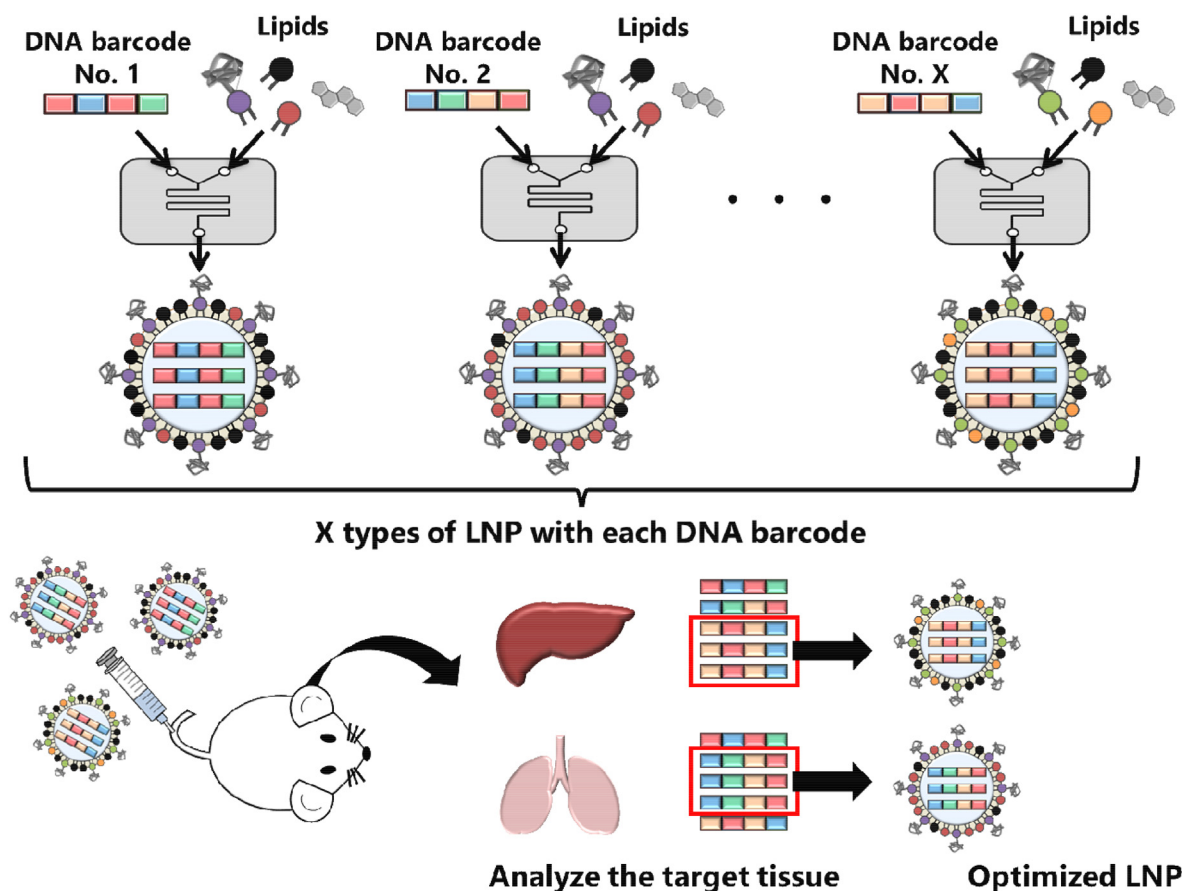 DNA barcode
No. 1
Lipids
DNA barcode
No. 2
Lipids
DNA barcode
No. X
Lipids
X types of LNP with each DNA barcode
Analyze the target tissue
Optimized LNP